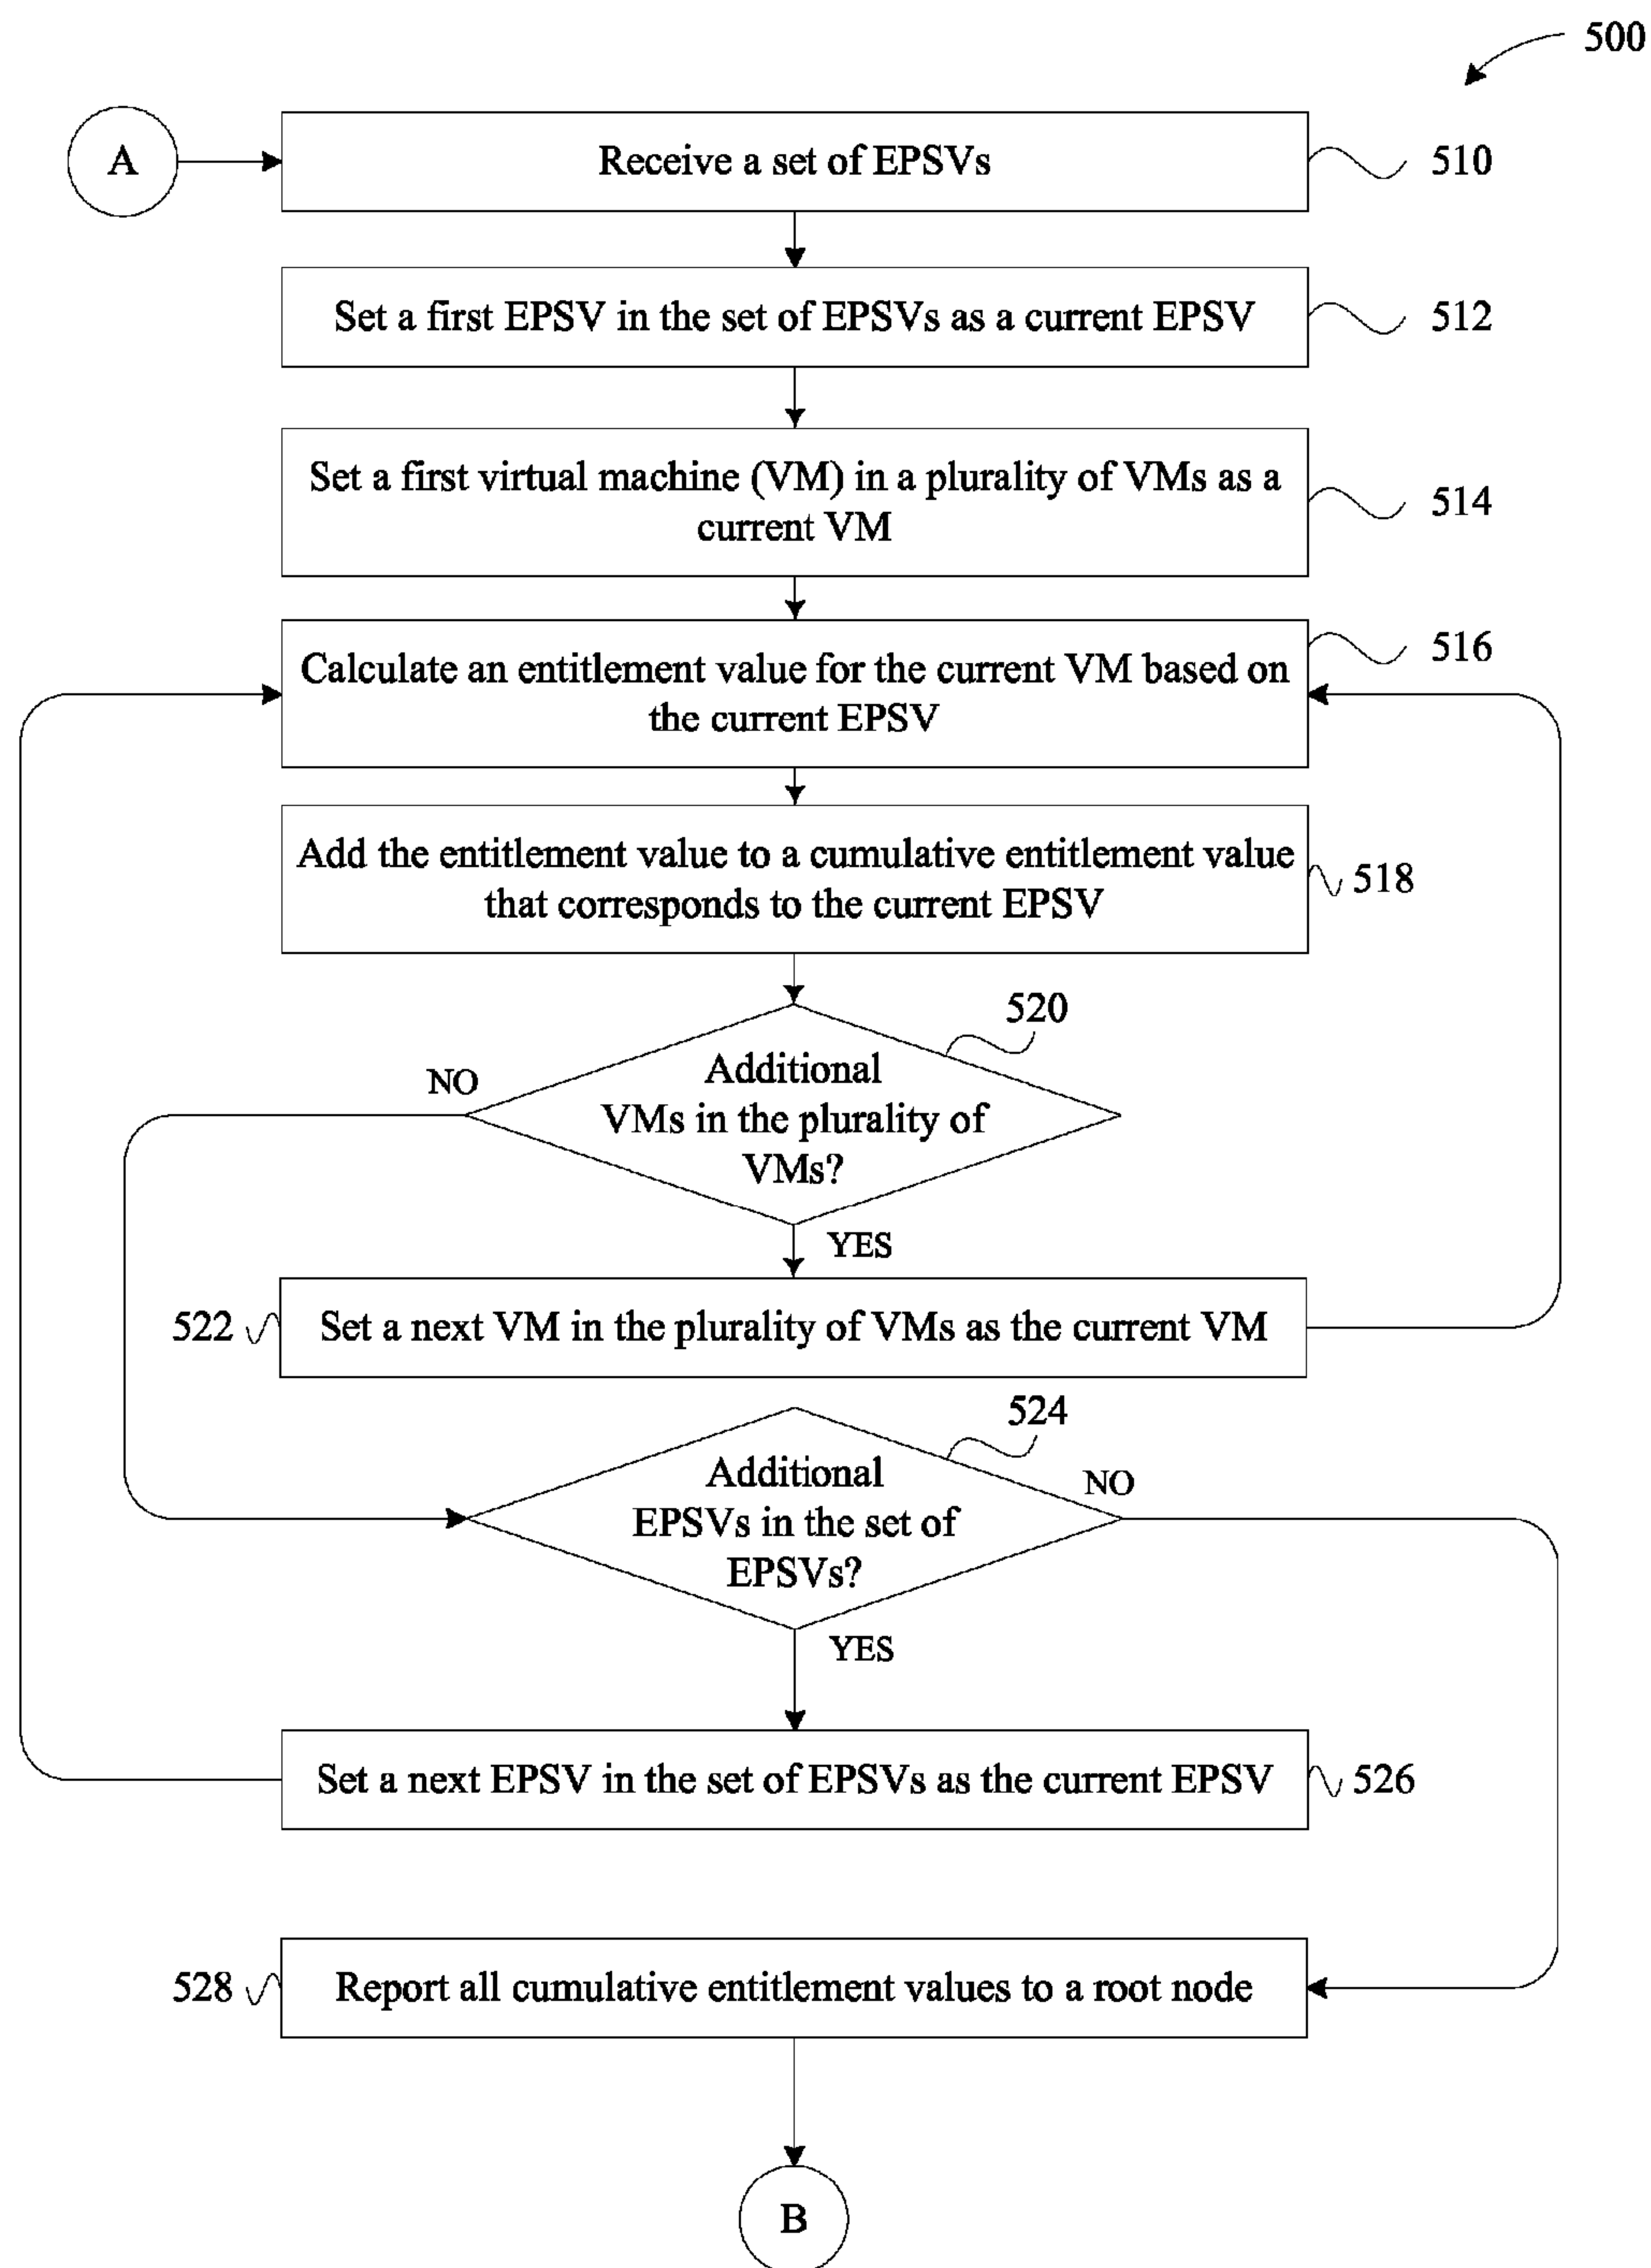 500
A
Receive a set of EPSVs
510
Set a first EPSV in the set of EPSVs as a current EPSV
512
Set a first virtual machine (VM) in a plurality of VMs as a
current VM
514
Calculate an entitlement value for the current VM based on
the current EPSV
516
Add the entitlement value to a cumulative entitlement value
that corresponds to the current EPSV
518
520
NO
Additional
VMs in the plurality of
VMs?
YES
522
Set a next VM in the plurality of VMs as the current VM
524
Additional
EPSVs in the set of
EPSVs?
NO
YES
Set a next EPSV in the set of EPSVs as the current EPSV
526
528
Report all cumulative entitlement values to a root node
B